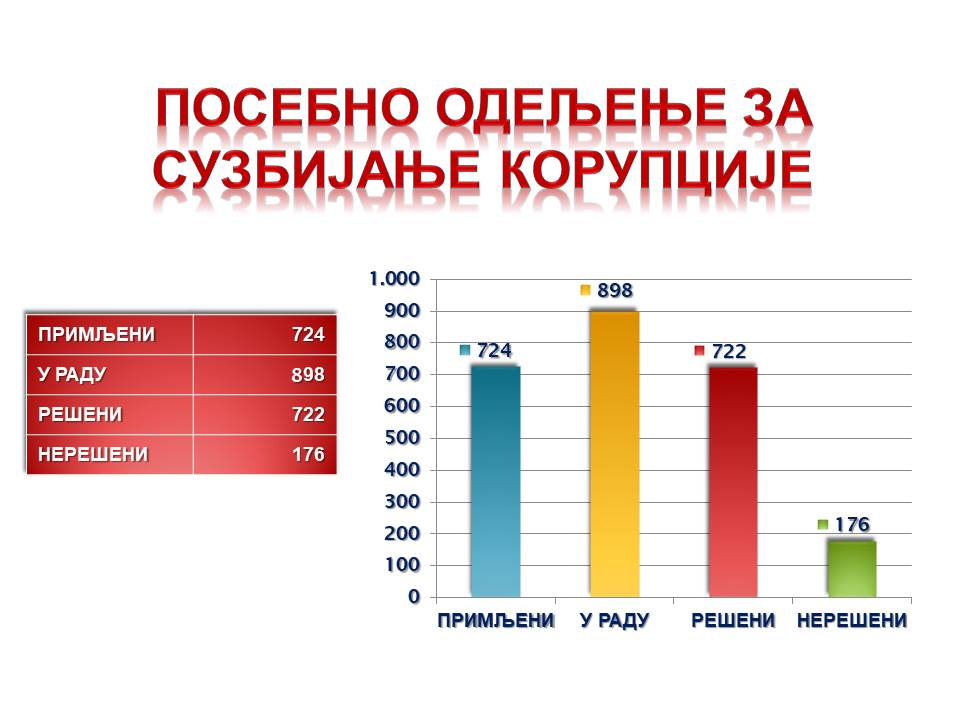 ПОСЕБНО ОДЕЉЕЊЕ ЗА
СУЗБИЈАЊЕ КОРУПЦИЈЕ
ПРИМЉЕНИ 724
У РАДУ 898
РЕШЕНИ 722
НЕРЕШЕНИ 176
1.000
900
800
700
600
500
400
300
200
100
0
724
898
722
176
ПРИМЉЕНИ У РАДУ РЕШЕНИ НЕРЕШЕНИ